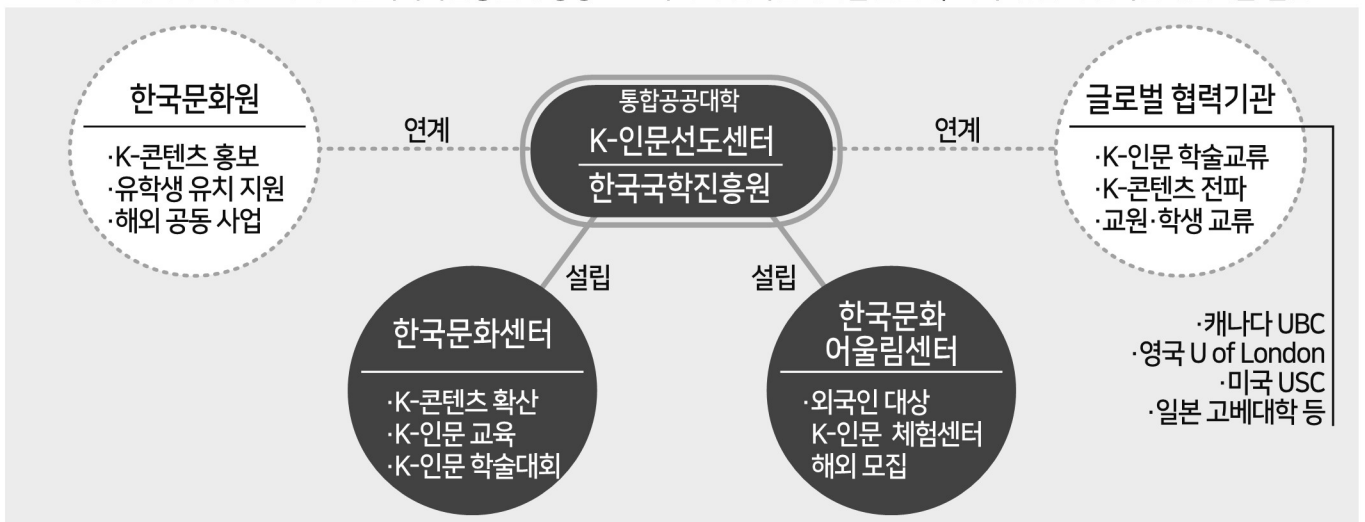 한국문화원
·K-콘텐츠 홍보
·유학생 유치 지원
·해외 공동 사업
연계
통합공공대학
K-인문선도센터
한국국학진흥원
연계
글로벌 협력기관
·K-인문 학술교류
·K-콘텐츠 전파
·교원·학생 교류
설립
설립
한국문화센터
·K-콘텐츠 확산
·K-인문 교육
·K-인문 학술대회
한국문화
어울림센터
·외국인 대상
K-인문 체험센터
해외 모집
·캐나다 UBC
·영국 U of London
·미국 USC
·일본 고베대학 등